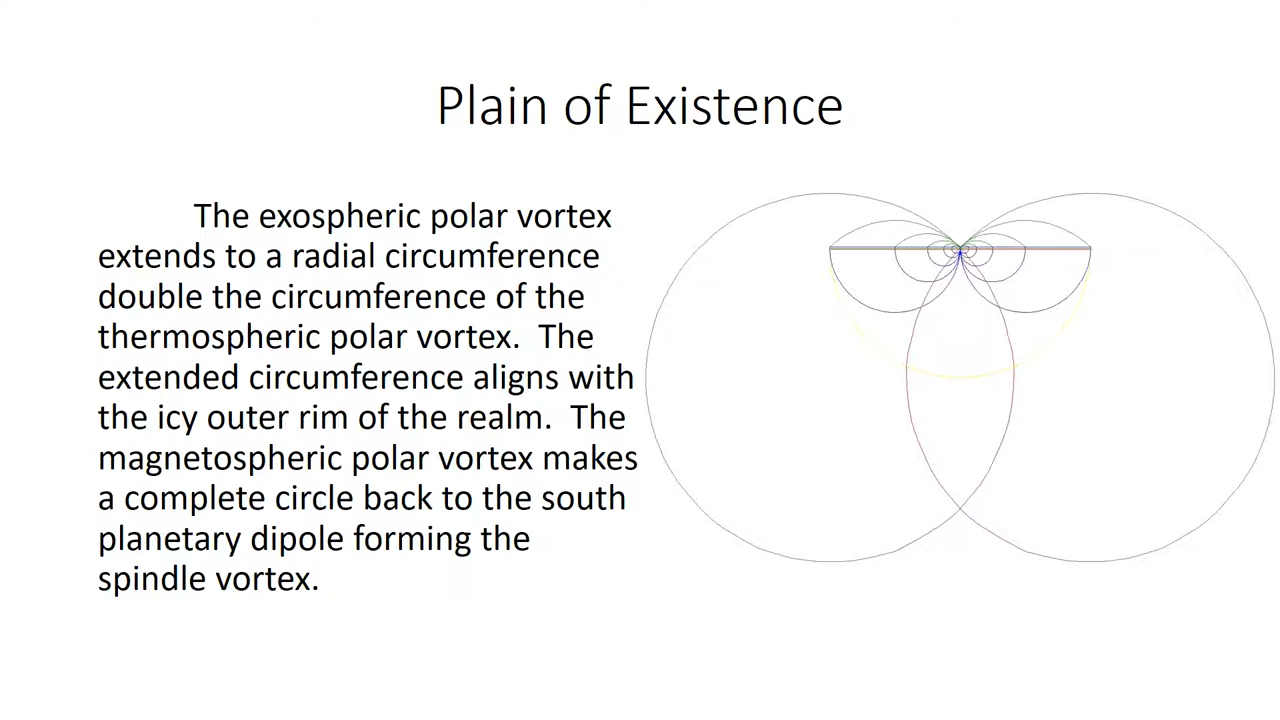 Plain of Existence
The exospheric polar vortex
extends to a radial circumference
double the circumference of the
thermospheric polar vortex.  The
extended circumference aligns with
the icy outer rim of the realm.  The
magnetospheric polar vortex makes
a complete circle back to the south
planetary dipole forming the
spindle vortex.